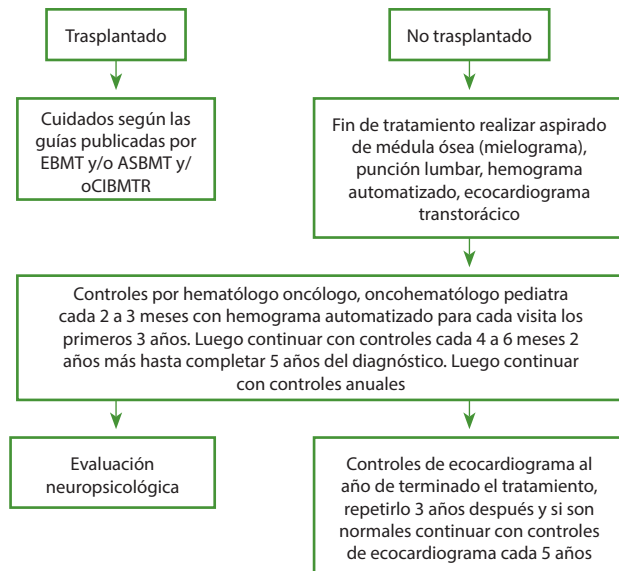 Trasplantado
No trasplantado
Cuidados según las
guías publicadas por
EBMT y/o ASBMT y/
oCIBMTR
Fin de tratamiento realizar aspirado
de médula ósea (mielograma),
punción lumbar, hemograma
automatizado, ecocardiograma
transtorácico
Controles por hematólogo oncólogo, oncohematólogo pediatra
cada 2 a 3 meses con hemograma automatizado para cada visita los
primeros 3 años. Luego continuar con controles cada 4 a 6 meses 2
años más hasta completar 5 años del diagnóstico. Luego continuar
con controles anuales
Evaluación
neuropsicológica
Controles de ecocardiograma al
año de terminado el tratamiento,
repetirlo 3 años después y si son
normales continuar con controles
de ecocardiograma cada 5 años